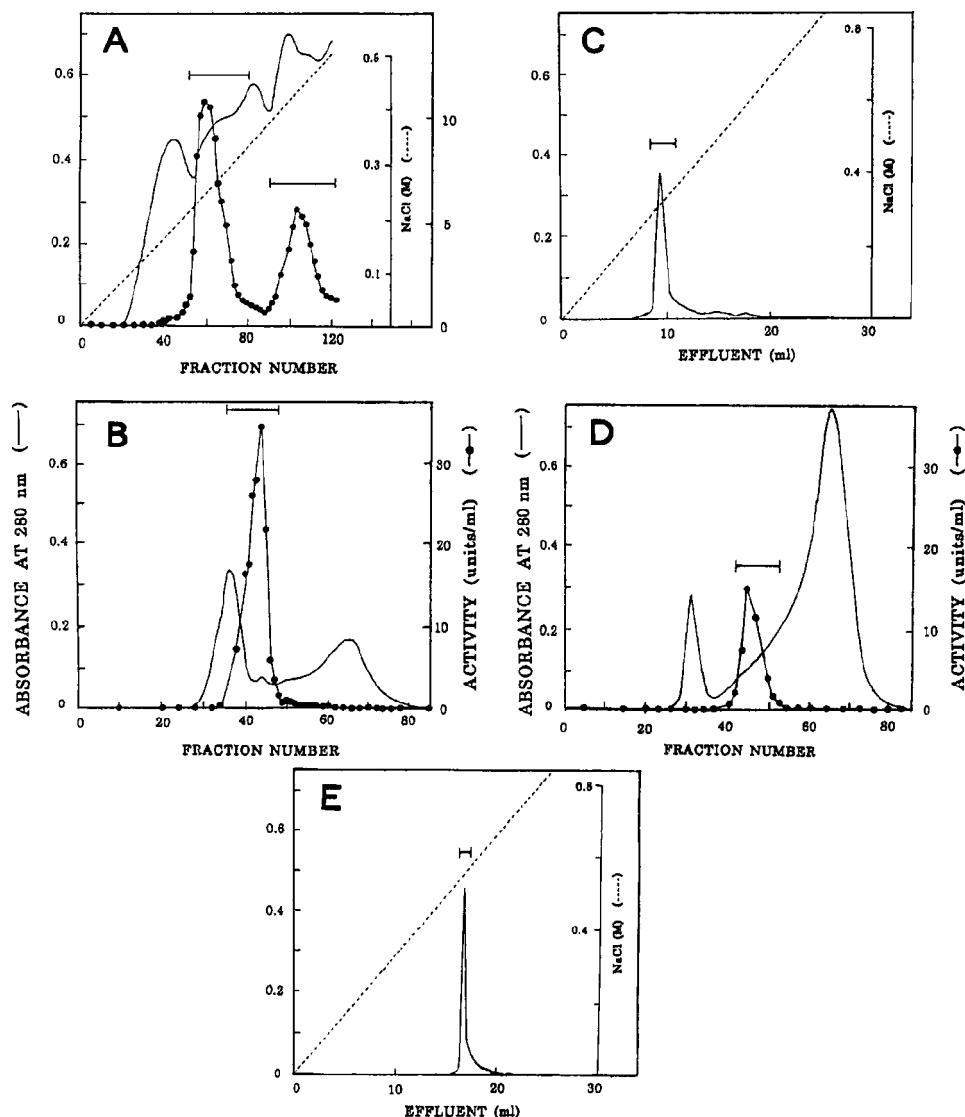 A
0.6
0.4
0.2
0
0 40 80 120
FRACTION NUMBER
0.6
0.3
0.1
NaCl (M) (-----)
10
5
0
C
0.6
0.4
0.2
0
0 10 20 30
EFFLUENT (ml)
0.8
0.4
NaCl (M) (-----)
B
ABSORBANCE AT 280 nm (——)
0.6
0.4
0.2
0
0 20 40 60 80
FRACTION NUMBER
30
20
10
0
ACTIVITY (units/ml) (—●—)
D
ABSORBANCE AT 280 nm (——)
0.6
0.4
0.2
0
0 20 40 60 80
FRACTION NUMBER
30
20
10
0
ACTIVITY (units/ml) (—●—)
E
0.6
0.4
0.2
0
0 10 20 30
EFFLUENT (ml)
0.8
0.4
NaCl (M) (-----)